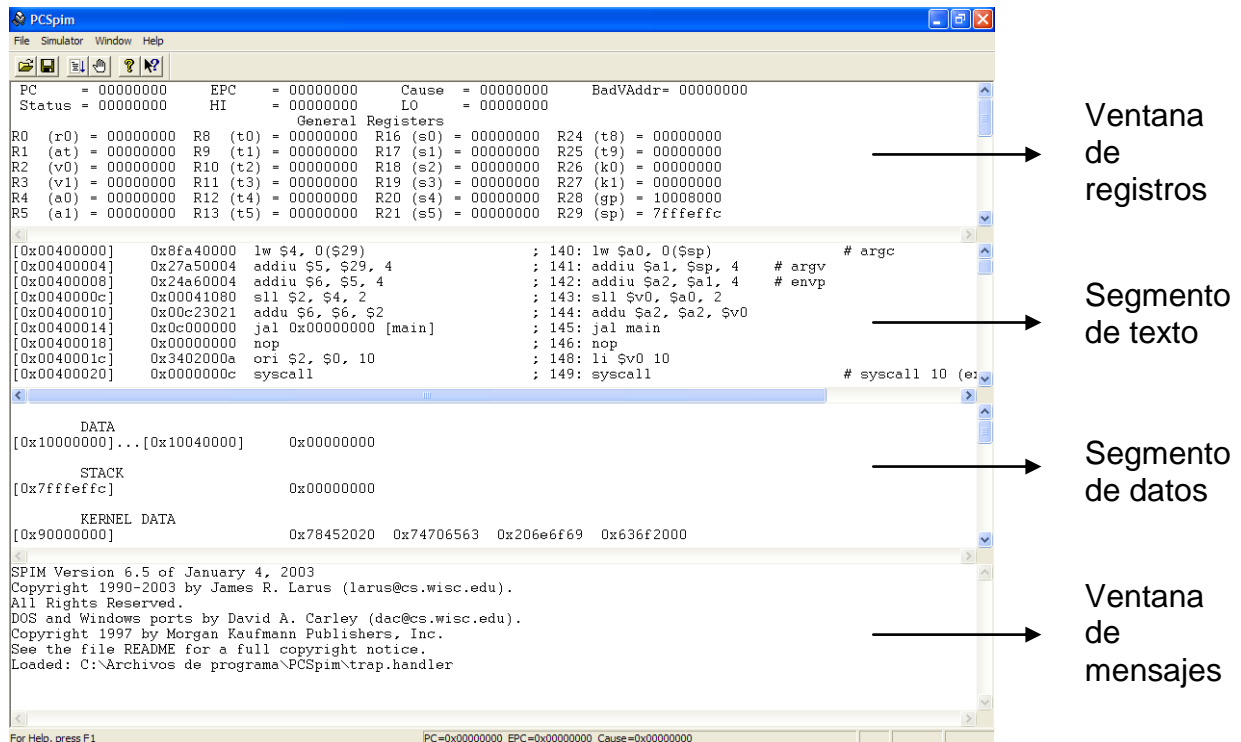 PCSpim
File Simulator Window Help
PC = 00000000 EPC = 00000000 Cause = 00000000 BadVAddr= 00000000
Status = 00000000 HI = 00000000 LO = 00000000
General Registers
R0 (r0) = 00000000 R8 (t0) = 00000000 R16 (s0) = 00000000 R24 (t8) = 00000000
R1 (at) = 00000000 R9 (t1) = 00000000 R17 (s1) = 00000000 R25 (t9) = 00000000
R2 (v0) = 00000000 R10 (t2) = 00000000 R18 (s2) = 00000000 R26 (k0) = 00000000
R3 (v1) = 00000000 R11 (t3) = 00000000 R19 (s3) = 00000000 R27 (k1) = 00000000
R4 (a0) = 00000000 R12 (t4) = 00000000 R20 (s4) = 00000000 R28 (gp) = 10008000
R5 (a1) = 00000000 R13 (t5) = 00000000 R21 (s5) = 00000000 R29 (sp) = 7fffeffc
Ventana
de
registros
[0x00400000] 0x8fa40000 lw $4, 0($29) ; 140: lw $a0, 0($sp) # argc
[0x00400004] 0x27a50004 addiu $5, $29, 4 ; 141: addiu $a1, $sp, 4 # argv
[0x00400008] 0x24a60004 addiu $6, $5, 4 ; 142: addiu $a2, $a1, 4 # envp
[0x0040000c] 0x00041080 sll $2, $4, 2 ; 143: sll $v0, $a0, 2
[0x00400010] 0x00c23021 addu $6, $6, $2 ; 144: addu $a2, $a2, $v0
[0x00400014] 0x0c000000 jal 0x00000000 [main] ; 145: jal main
[0x00400018] 0x00000000 nop ; 146: nop
[0x0040001c] 0x3402000a ori $2, $0, 10 ; 148: li $v0 10
[0x00400020] 0x0000000c syscall ; 149: syscall # syscall 10 (e
Segmento
de texto
DATA
[0x10000000]...[0x10040000] 0x00000000
STACK
[0x7fffeffc] 0x00000000
KERNEL DATA
[0x90000000] 0x78452020 0x74706563 0x206e6f69 0x636f2000
Segmento
de datos
SPIM Version 6.5 of January 4, 2003
Copyright 1990-2003 by James R. Larus (larus@cs.wisc.edu).
All Rights Reserved.
DOS and Windows ports by David A. Carley (dac@cs.wisc.edu).
Copyright 1997 by Morgan Kaufmann Publishers, Inc.
See the file README for a full copyright notice.
Loaded: C:\Archivos de programa\PCSpim\trap.handler
Ventana
de
mensajes
For Help, press F1 PC=0x00000000 EPC=0x00000000 Cause=0x00000000